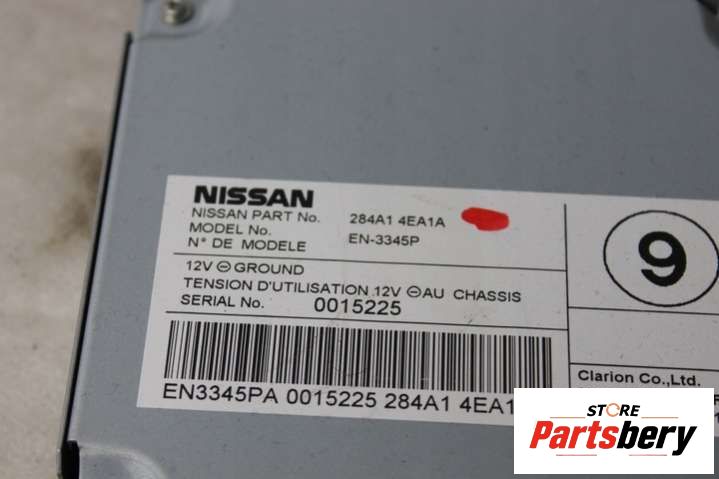 NISSAN
NISSAN PART No. 284A1 4EA1A
MODEL No.
N° DE MODELE EN-3345P
12V ⊖ GROUND
TENSION D'UTILISATION 12V ⊖ AU CHASSIS
SERIAL No. 0015225
EN3345PA 0015225 284A1 4EA1
9
Clarion Co.,Ltd.
STORE
Partsbery